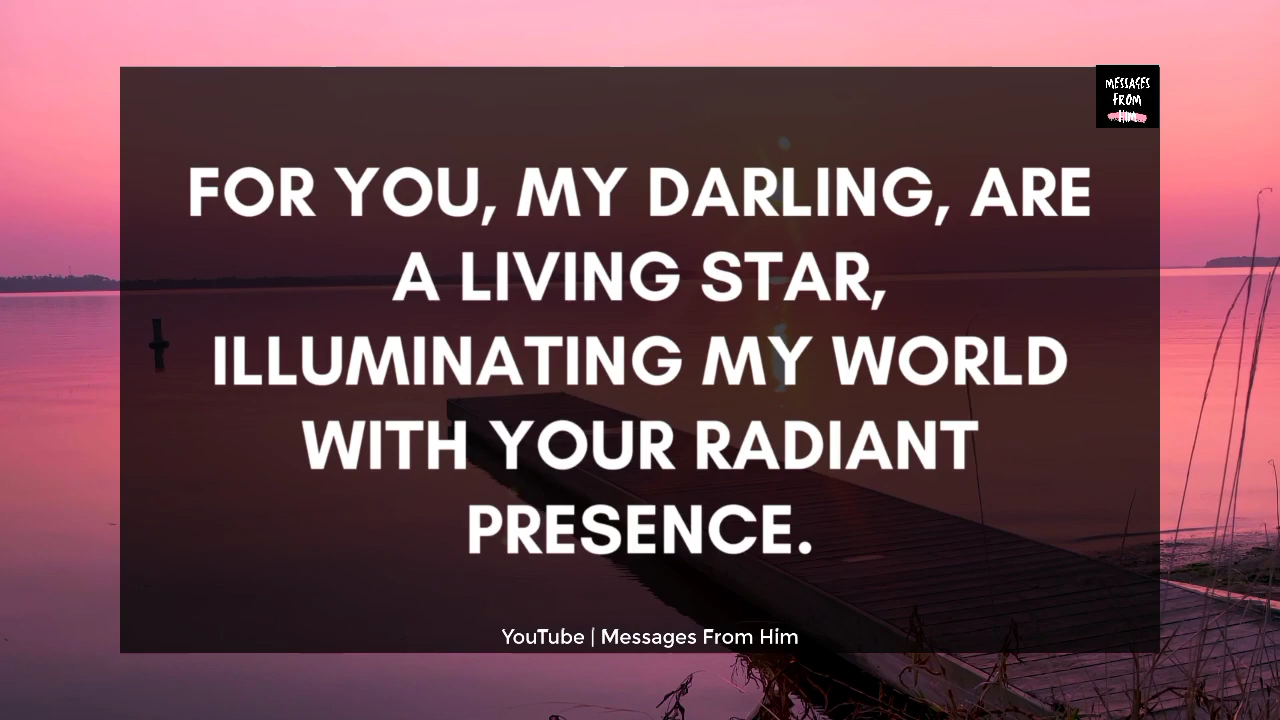 MESSAGES
FROM
HIM
FOR YOU, MY DARLING, ARE
A LIVING STAR,
ILLUMINATING MY WORLD
WITH YOUR RADIANT
PRESENCE.
YouTube | Messages From Him